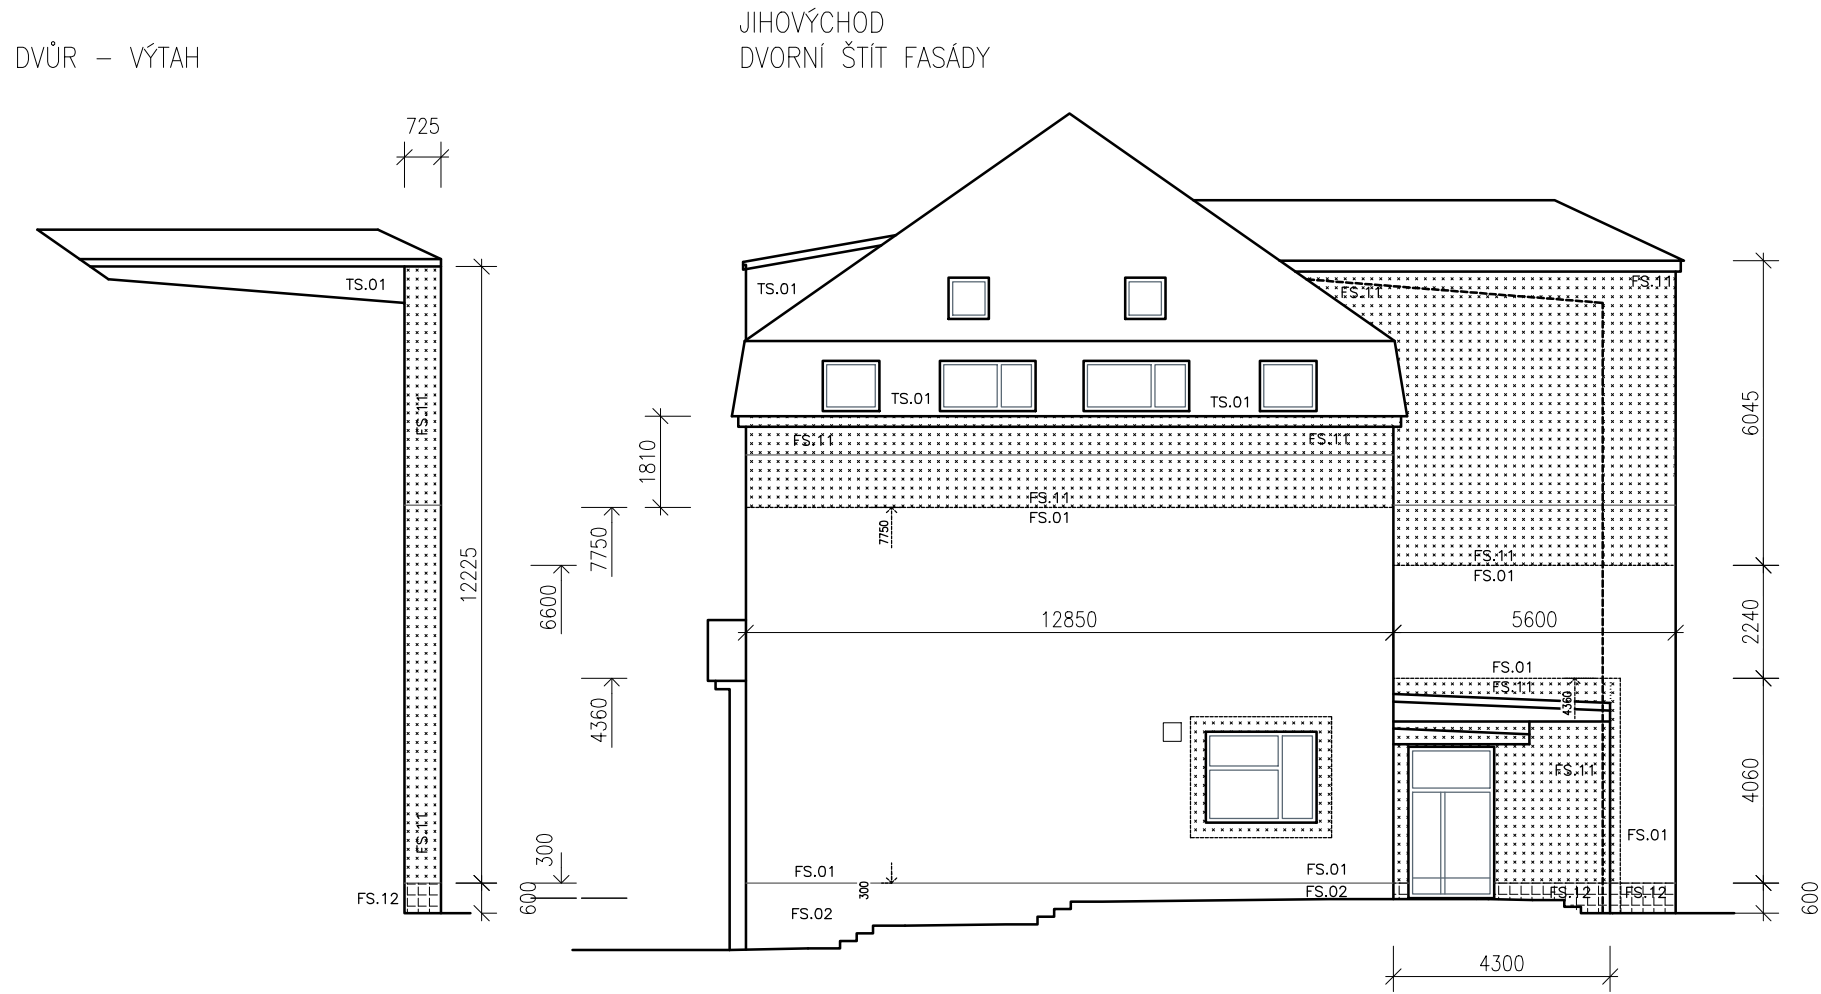 JIHOVÝCHOD
DVŮR – VÝTAH
DVORNÍ ŠTÍT FASÁDY
725
TS.01
TS.01
FS.11
FS.11
TS.01
TS.01
FS.11
6045
1810
FS.11
FS.11
FS.11
FS.01
7750
7750
12225
FS.11
FS.01
6600
12850
5600
2240
FS.01
FS.11
4360
4360
FS.11
4060
FS.11
300
FS.01
FS.01
FS.01
FS.12
600
300
FS.02
FS.02
FS.12
FS.12
600
4300